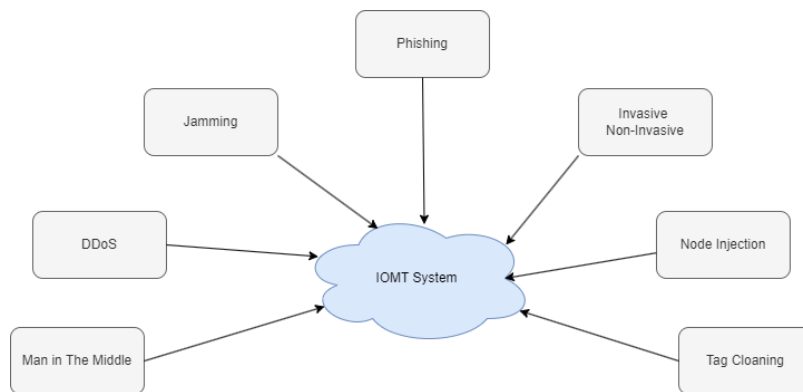 Phishing
Jamming
Invasive
Non-Invasive
DDoS
Node Injection
IOMT System
Man in The Middle
Tag Cloaning